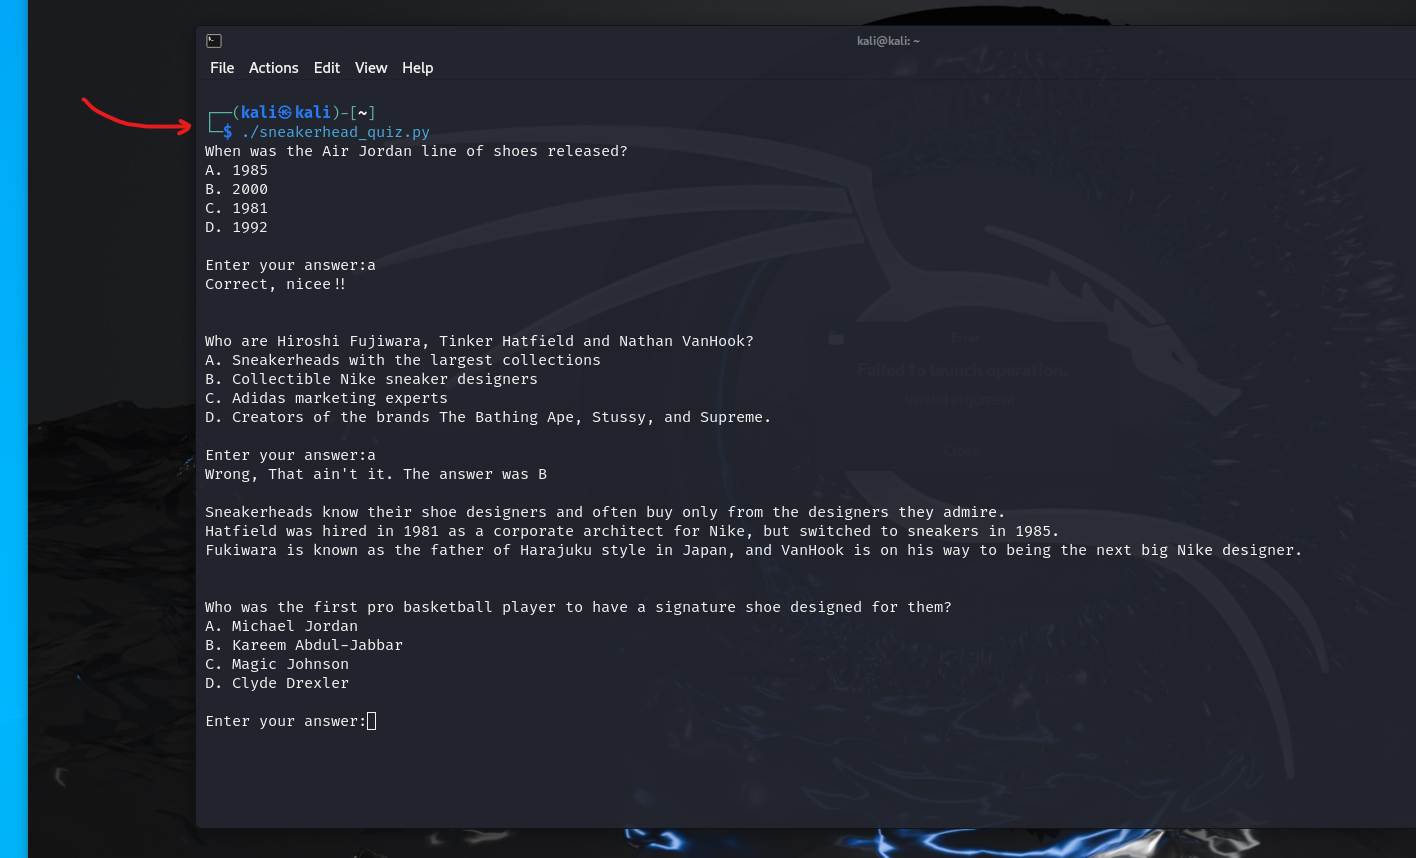 kali@kali: ~
File Actions Edit View Help
┌──(kali㉿kali)-[~]
└─$ ./sneakerhead_quiz.py
When was the Air Jordan line of shoes released?
A. 1985
B. 2000
C. 1981
D. 1992
Enter your answer:a
Correct, nicee!!
Who are Hiroshi Fujiwara, Tinker Hatfield and Nathan VanHook?
A. Sneakerheads with the largest collections
B. Collectible Nike sneaker designers
C. Adidas marketing experts
D. Creators of the brands The Bathing Ape, Stussy, and Supreme.
Enter your answer:a
Wrong, That ain't it. The answer was B
Sneakerheads know their shoe designers and often buy only from the designers they admire.
Hatfield was hired in 1981 as a corporate architect for Nike, but switched to sneakers in 1985.
Fukiwara is known as the father of Harajuku style in Japan, and VanHook is on his way to being the next big Nike designer.
Who was the first pro basketball player to have a signature shoe designed for them?
A. Michael Jordan
B. Kareem Abdul-Jabbar
C. Magic Johnson
D. Clyde Drexler
Enter your answer:
Error
Failed to launch operation.
Close